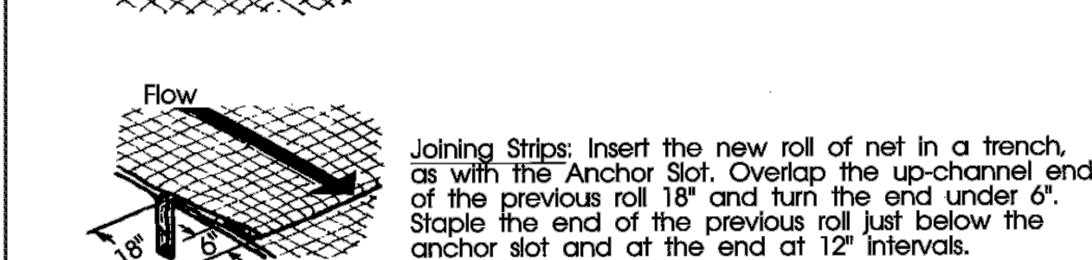 Flow
Joining Strips: Insert the new roll of net in a trench,
as with the Anchor Slot. Overlap the up-channel end
of the previous roll 18" and turn the end under 6".
Staple the end of the previous roll just below the
anchor slot and at the end at 12" intervals.
18"
6"